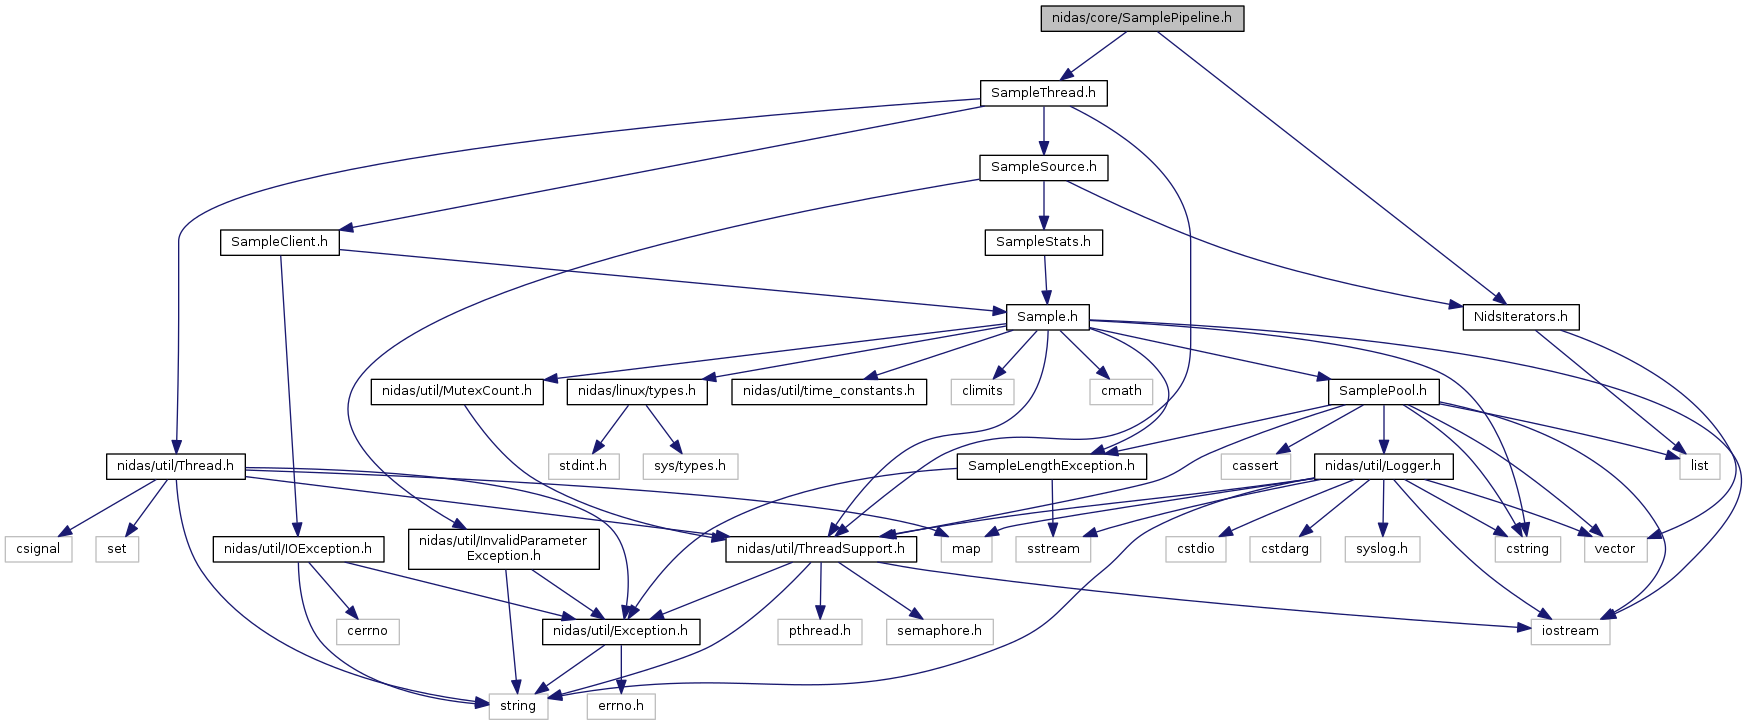 nidas/core/SamplePipeline.h
SampleThread.h
SampleSource.h
SampleClient.h
SampleStats.h
Sample.h
NidsIterators.h
nidas/util/MutexCount.h
nidas/linux/types.h
nidas/util/time_constants.h
climits
cmath
SamplePool.h
nidas/util/Thread.h
stdint.h
sys/types.h
SampleLengthException.h
cassert
nidas/util/Logger.h
list
csignal
set
nidas/util/IOException.h
nidas/util/InvalidParameter
Exception.h
nidas/util/ThreadSupport.h
map
sstream
cstdio
cstdarg
syslog.h
cstring
vector
cerrno
nidas/util/Exception.h
pthread.h
semaphore.h
iostream
string
errno.h